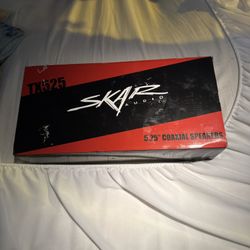 TX525
SKAR
AUDIO
5.25" COAXIAL SPEAKERS